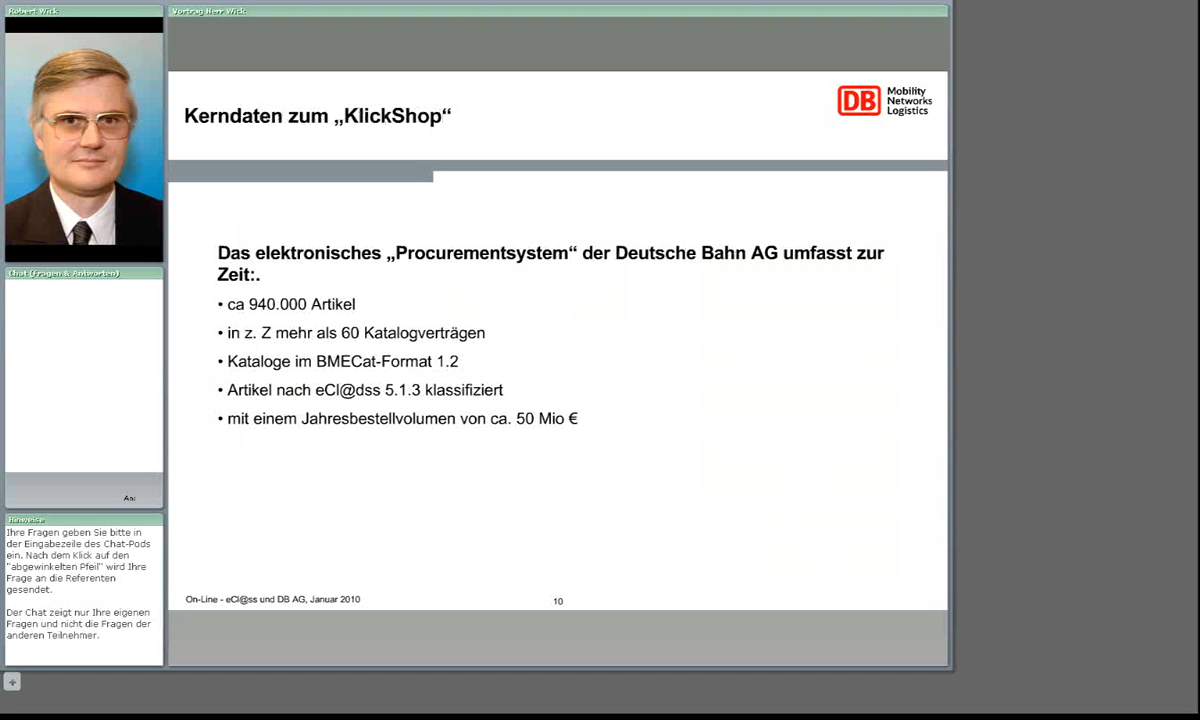 Robert Wick
Vortrag Herr Wick
Kerndaten zum „KlickShop“
DB
Mobility
Networks
Logistics
Das elektronisches „Procurementsystem“ der Deutsche Bahn AG umfasst zur
Zeit:.
• ca 940.000 Artikel
• in z. Z mehr als 60 Katalogverträgen
• Kataloge im BMECat-Format 1.2
• Artikel nach eCl@dss 5.1.3 klassifiziert
• mit einem Jahresbestellvolumen von ca. 50 Mio €
On-Line - eCl@ss und DB AG, Januar 2010
10
Chat (Fragen & Antworten)
An:
Hinweise
Ihre Fragen geben Sie bitte in
der Eingabezeile des Chat-Pods
ein. Nach dem Klick auf den
"abgewinkelten Pfeil" wird Ihre
Frage an die Referenten
gesendet.
Der Chat zeigt nur Ihre eigenen
Fragen und nicht die Fragen der
anderen Teilnehmer.